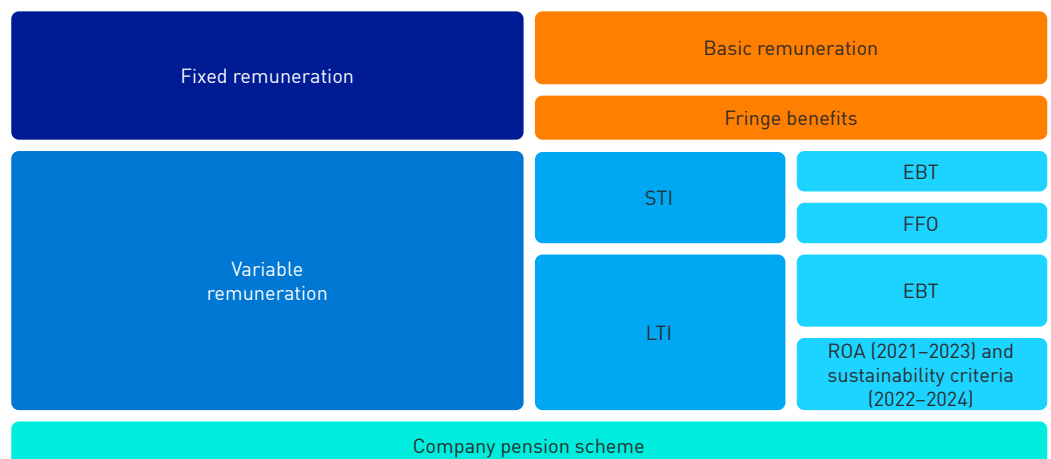 Fixed remuneration
Basic remuneration
Fringe benefits
Variable
remuneration
STI
EBT
FFO
LTI
EBT
ROA (2021–2023) and
sustainability criteria
(2022–2024)
Company pension scheme